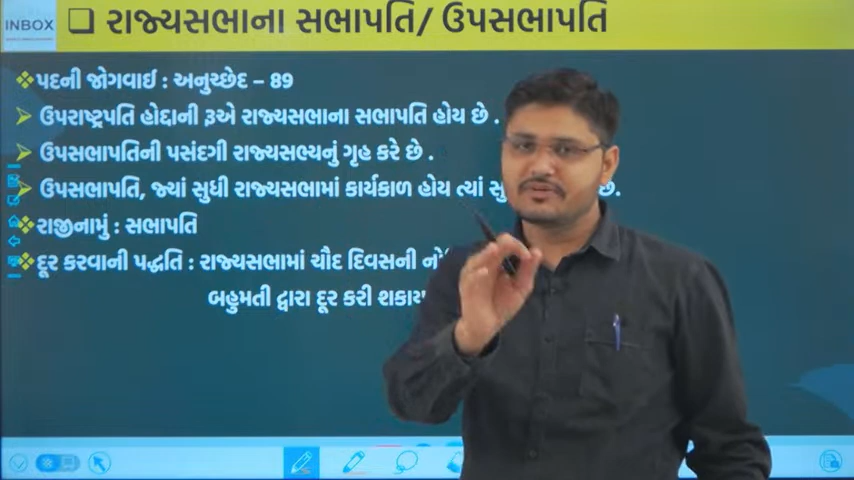 INBOX
❑ રાજ્યસભાના સભાપતિ/ ઉપસભાપતિ
❖પદની જોગવાઈ : અનુચ્છેદ – 89
➢ ઉપરાષ્ટ્રપતિ હોદ્દાની રૂએ રાજ્યસભાના સભાપતિ હોય છે .
➢ ઉપસભાપતિની પસંદગી રાજ્યસભ્યનું ગૃહ કરે છે .
➢ ઉપસભાપતિ, જ્યાં સુધી રાજ્યસભામાં કાર્યકાળ હોય ત્યાં છે.
❖રાજીનામું : સભાપતિ
❖દૂર કરવાની પદ્ધતિ : રાજ્યસભામાં ચૌદ દિવસની
બહુમતી દ્વારા દૂર કરી